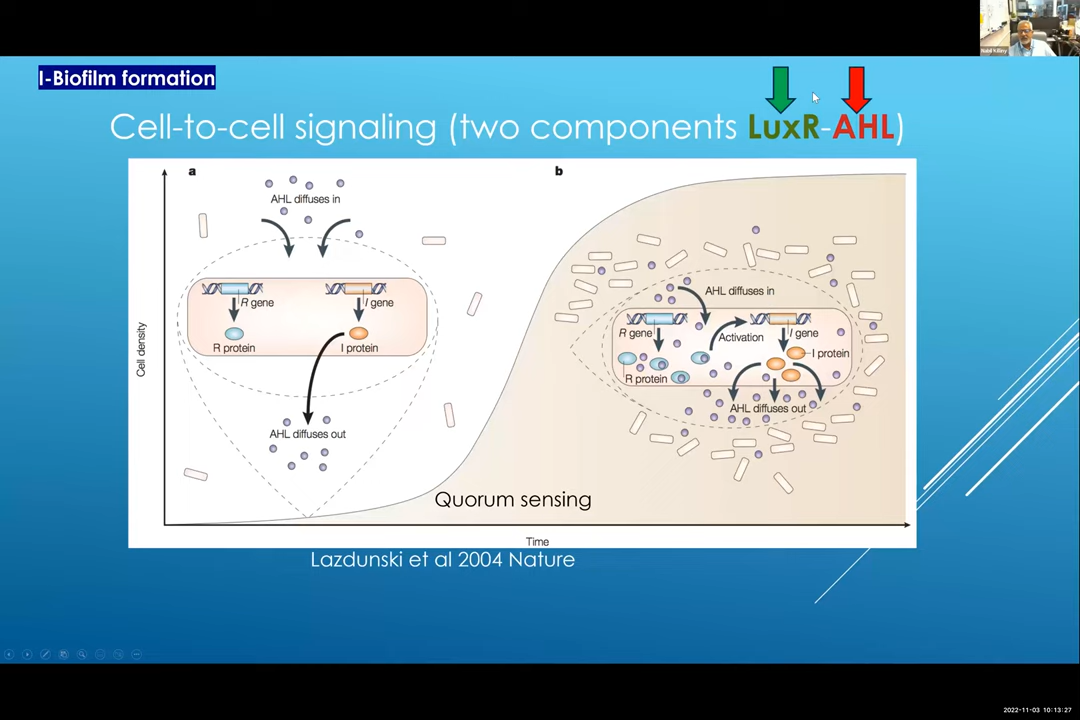 Nabil Killiny
I-Biofilm formation
Cell-to-cell signaling (two components LuxR-AHL)
a
AHL diffuses in
R gene
I gene
R protein
I protein
AHL diffuses out
b
AHL diffuses in
R gene
Activation
I gene
I protein
R protein
AHL diffuses out
Cell density
Quorum sensing
Time
Lazdunski et al 2004 Nature
2022-11-03 10:13:27